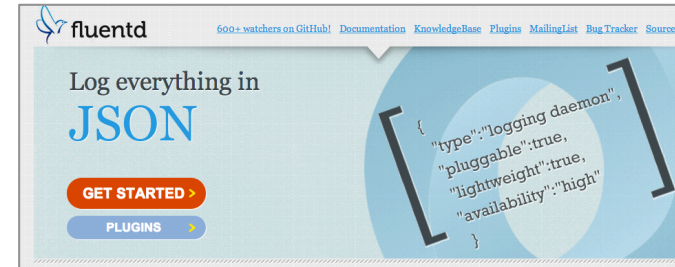 fluentd
600+ watchers on GitHub! Documentation KnowledgeBase Plugins MailingList Bug Tracker Source
Log everything in
JSON
GET STARTED >
PLUGINS >
[
{
"type":"logging daemon",
"pluggable":true,
"lightweight":true,
"availability":"high"
}
]